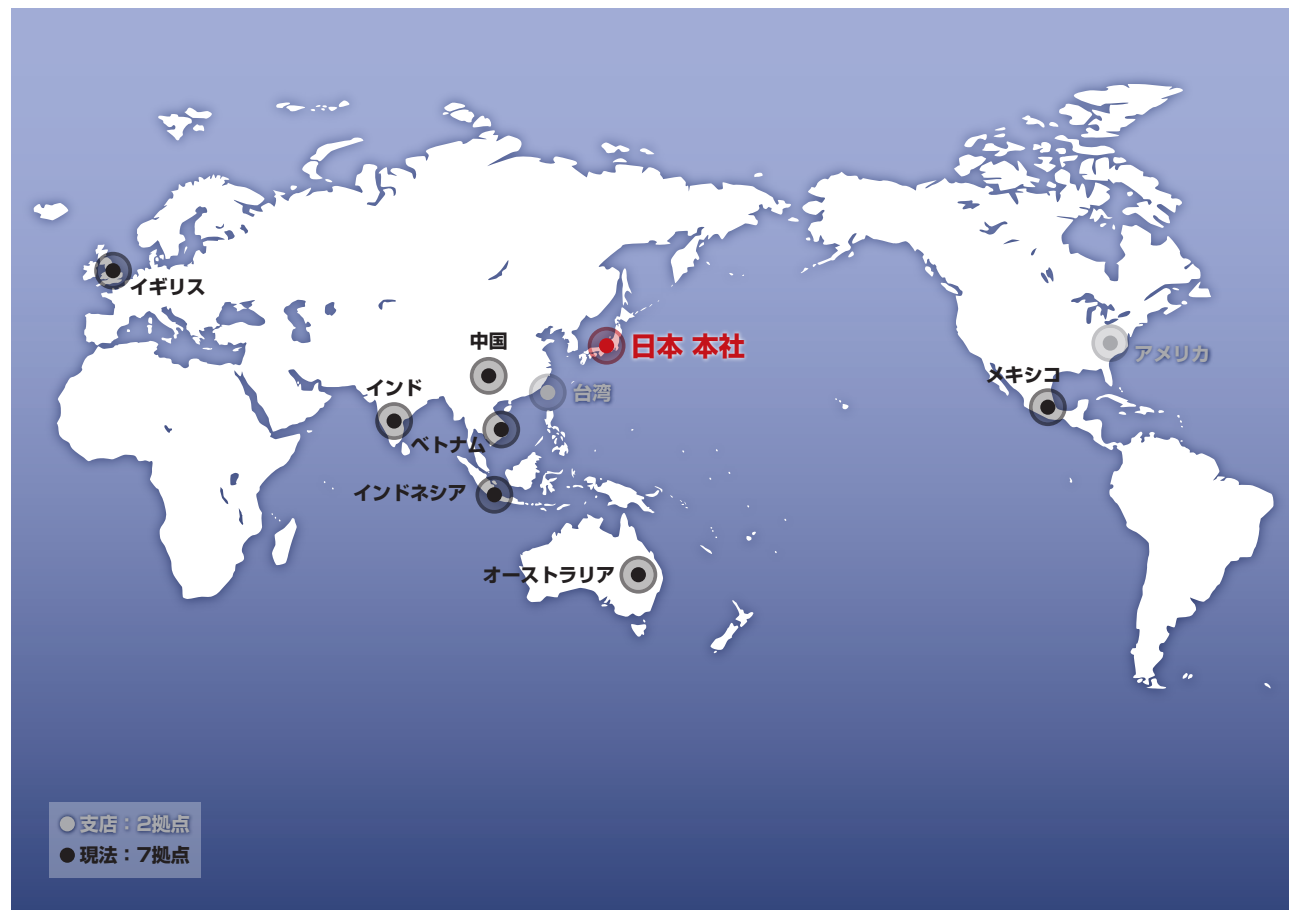 イギリス
中国
日本 本社
アメリカ
メキシコ
インド
台湾
ベトナム
インドネシア
オーストラリア
支店：2拠点
現法：7拠点